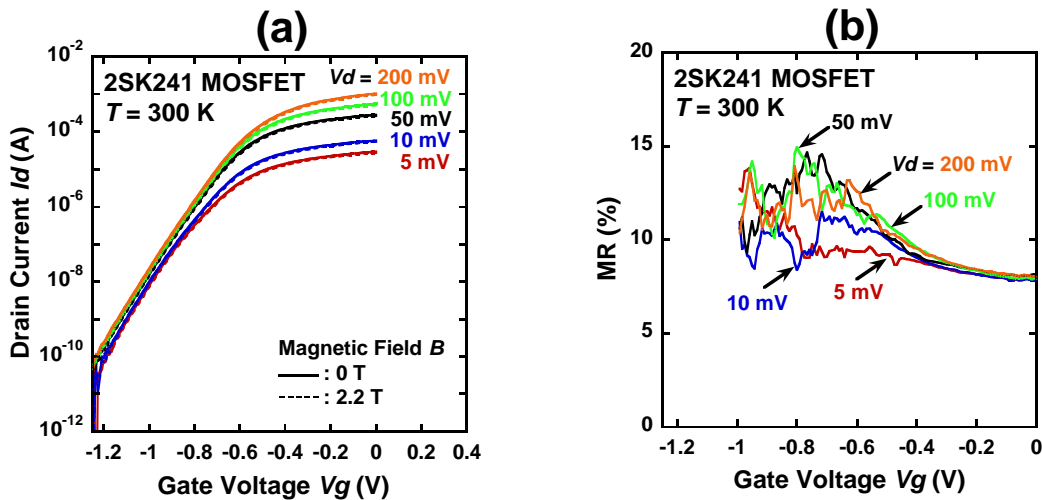 (a)
10⁻²
10⁻⁴
10⁻⁶
10⁻⁸
10⁻¹⁰
10⁻¹²
Drain Current Id (A)
2SK241 MOSFET
T = 300 K
Vd = 200 mV
100 mV
50 mV
10 mV
5 mV
Magnetic Field B
: 0 T
: 2.2 T
-1.2 -1 -0.8 -0.6 -0.4 -0.2 0 0.2 0.4
Gate Voltage Vg (V)
(b)
20
15
10
5
0
MR (%)
2SK241 MOSFET
T = 300 K
50 mV
Vd = 200 mV
100 mV
10 mV
5 mV
-1.2 -1 -0.8 -0.6 -0.4 -0.2 0
Gate Voltage Vg (V)